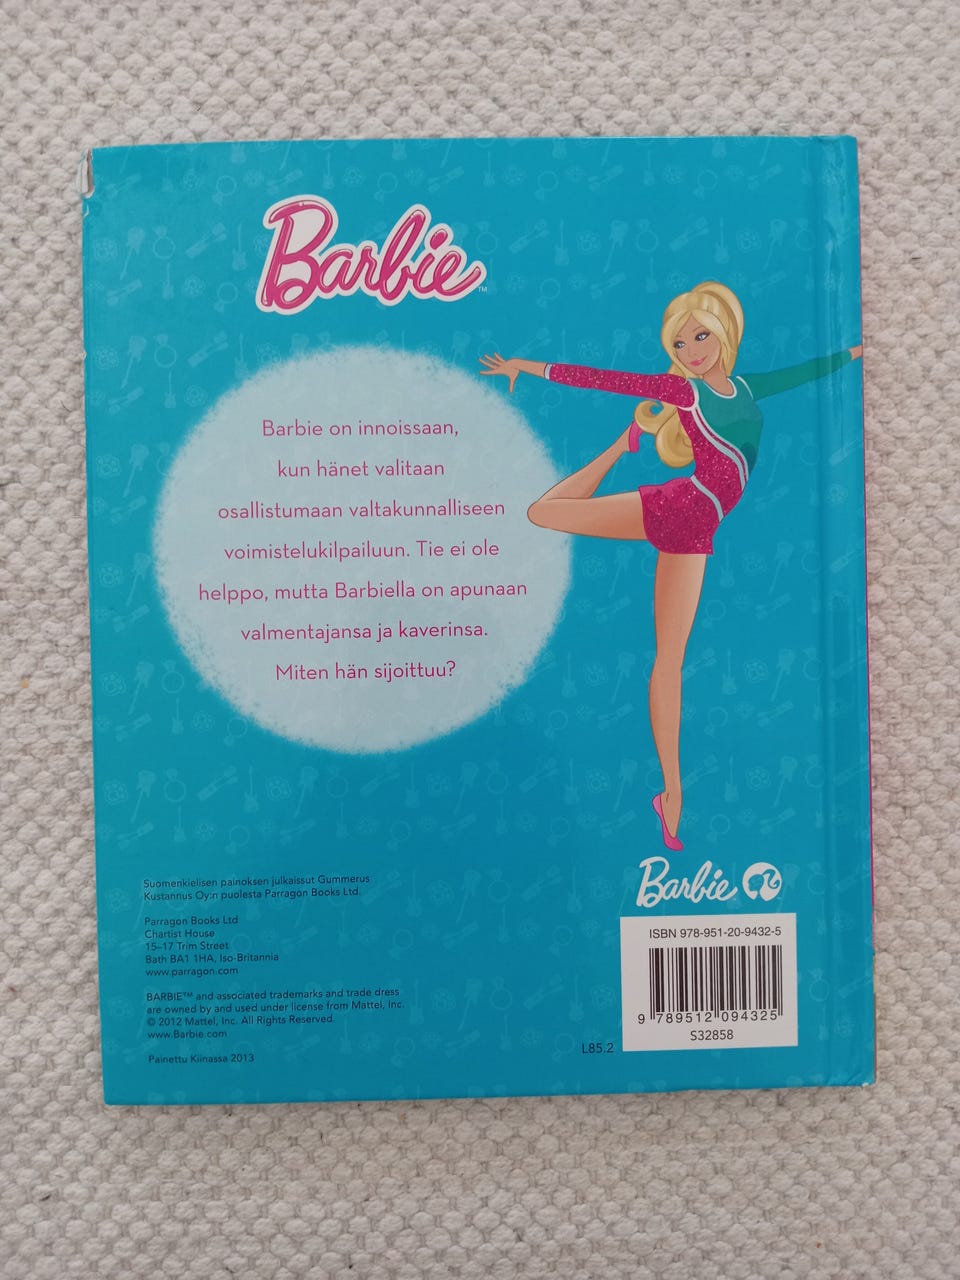 Barbie™
Barbie on innoissaan,
kun hänet valitaan
osallistumaan valtakunnalliseen
voimistelukilpailuun. Tie ei ole
helppo, mutta Barbiella on apunaan
valmentajansa ja kaverinsa.
Miten hän sijoittuu?
Suomenkielisen painoksen julkaissut Gummerus
Kustannus Oy:n puolesta Parragon Books Ltd.
Parragon Books Ltd
Chartist House
15–17 Trim Street
Bath BA1 1HA, Iso-Britannia
www.parragon.com
BARBIE™ and associated trademarks and trade dress
are owned by and used under license from Mattel, Inc.
© 2012 Mattel, Inc. All Rights Reserved.
www.Barbie.com
Painettu Kiinassa 2013
Barbie
ISBN 978-951-20-9432-5
9 789512 094325
S32858
L85.2